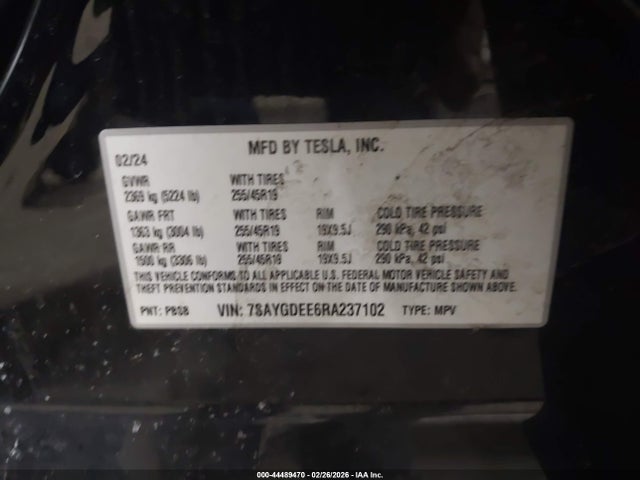 MFD BY TESLA, INC.
02/24
GVWR WITH TIRES
2369 kg (5224 lb) 255/45R19
GAWR FRT WITH TIRES RIM COLD TIRE PRESSURE
1363 kg (3004 lb) 255/45R19 19X9.5J 290 kPa, 42 psi
GAWR RR WITH TIRES RIM COLD TIRE PRESSURE
1500 kg (3306 lb) 255/45R19 19X9.5J 290 kPa, 42 psi
THIS VEHICLE CONFORMS TO ALL APPLICABLE U.S. FEDERAL MOTOR VEHICLE SAFETY AND
THEFT PREVENTION STANDARDS IN EFFECT ON THE DATE OF MANUFACTURE SHOWN ABOVE.
PNT: PBSB VIN: 7SAYGDEE6RA237102 TYPE: MPV
000-44489470 - 02/26/2026 - IAA Inc.